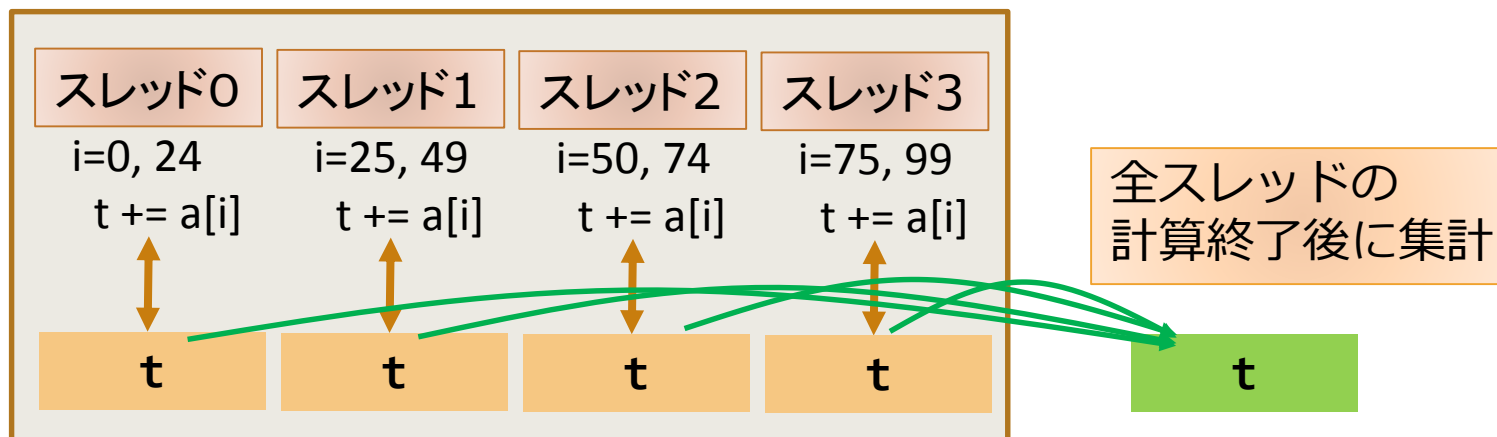 スレッド0
i=0, 24
t += a[i]
t
スレッド1
i=25, 49
t += a[i]
t
スレッド2
i=50, 74
t += a[i]
t
スレッド3
i=75, 99
t += a[i]
t
全スレッドの
計算終了後に集計
t